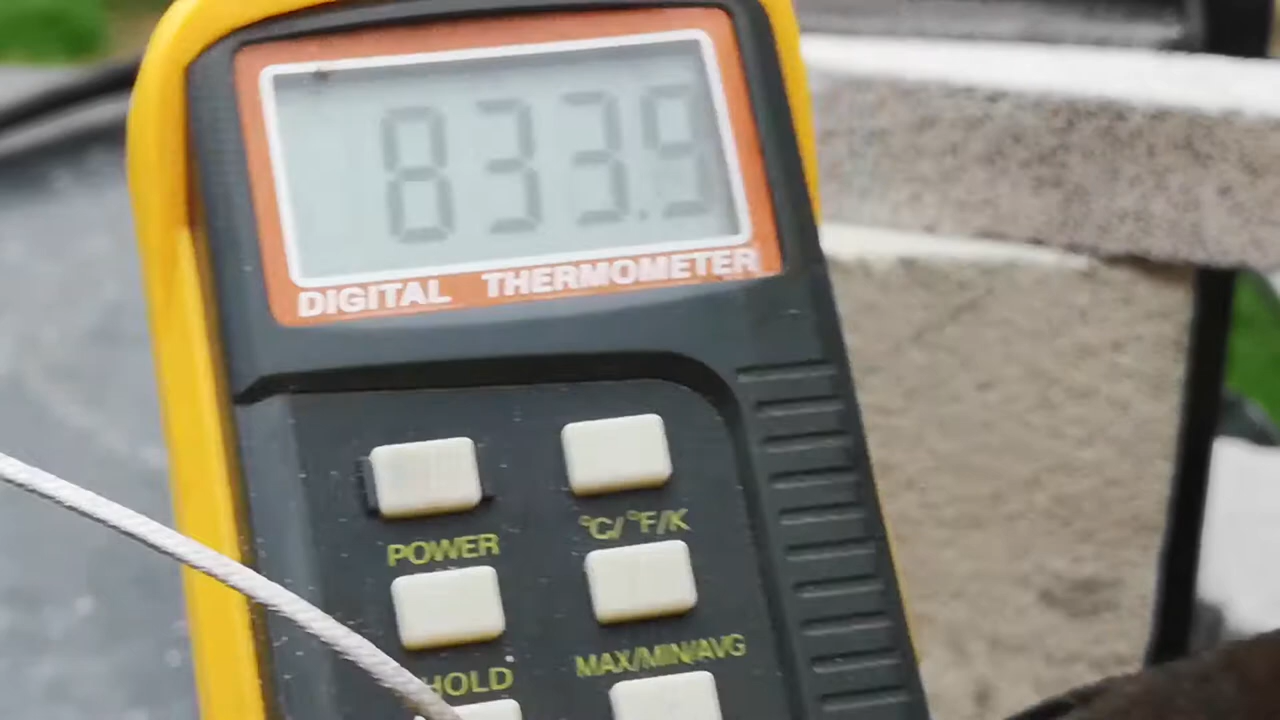 833.9
DIGITAL THERMOMETER
POWER
°C/°F/K
HOLD
MAX/MIN/AVG